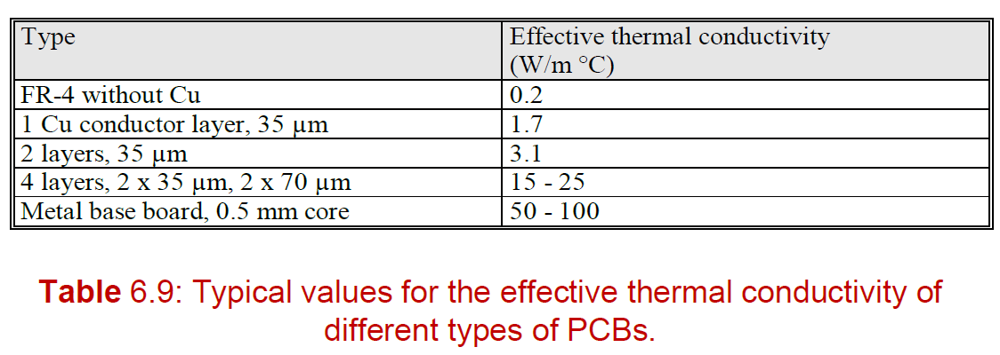 Type
Effective thermal conductivity
(W/m °C)
FR-4 without Cu
0.2
1 Cu conductor layer, 35 µm
1.7
2 layers, 35 µm
3.1
4 layers, 2 x 35 µm, 2 x 70 µm
15 - 25
Metal base board, 0.5 mm core
50 - 100
Table 6.9: Typical values for the effective thermal conductivity of
different types of PCBs.